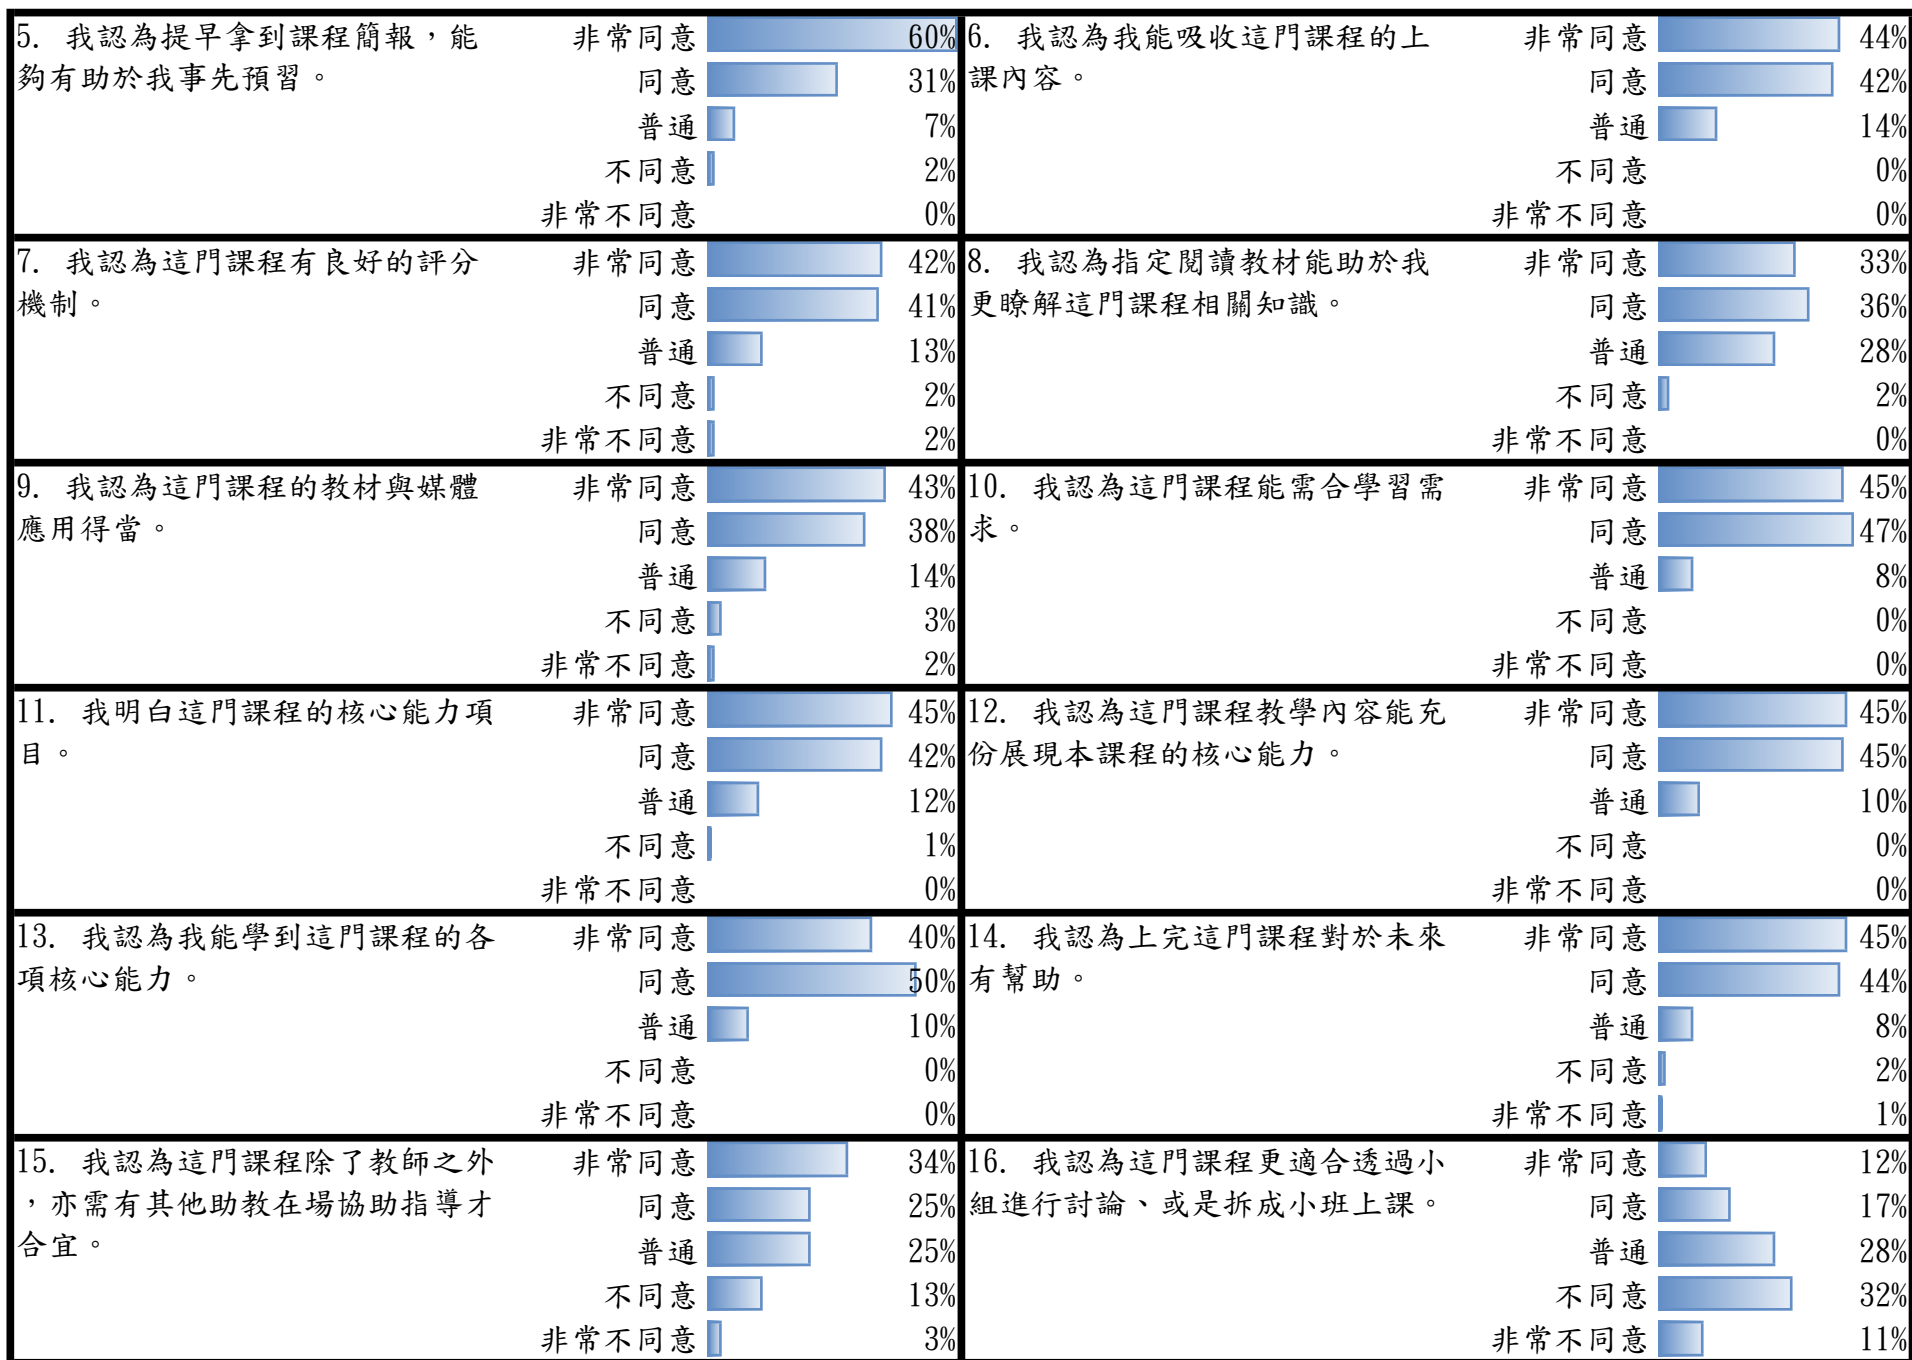 5. 我認為提早拿到課程簡報，能
夠有助於我事先預習。
非常同意 60%
同意 31%
普通 7%
不同意 2%
非常不同意 0%
6. 我認為我能吸收這門課程的上
課內容。
非常同意 44%
同意 42%
普通 14%
不同意 0%
非常不同意 0%
7. 我認為這門課程有良好的評分
機制。
非常同意 42%
同意 41%
普通 13%
不同意 2%
非常不同意 2%
8. 我認為指定閱讀教材能助於我
更瞭解這門課程相關知識。
非常同意 33%
同意 36%
普通 28%
不同意 2%
非常不同意 0%
9. 我認為這門課程的教材與媒體
應用得當。
非常同意 43%
同意 38%
普通 14%
不同意 3%
非常不同意 2%
10. 我認為這門課程能需合學習需
求。
非常同意 45%
同意 47%
普通 8%
不同意 0%
非常不同意 0%
11. 我明白這門課程的核心能力項
目。
非常同意 45%
同意 42%
普通 12%
不同意 1%
非常不同意 0%
12. 我認為這門課程教學內容能充
份展現本課程的核心能力。
非常同意 45%
同意 45%
普通 10%
不同意 0%
非常不同意 0%
13. 我認為我能學到這門課程的各
項核心能力。
非常同意 40%
同意 50%
普通 10%
不同意 0%
非常不同意 0%
14. 我認為上完這門課程對於未來
有幫助。
非常同意 45%
同意 44%
普通 8%
不同意 2%
非常不同意 1%
15. 我認為這門課程除了教師之外
，亦需有其他助教在場協助指導才
合宜。
非常同意 34%
同意 25%
普通 25%
不同意 13%
非常不同意 3%
16. 我認為這門課程更適合透過小
組進行討論、或是拆成小班上課。
非常同意 12%
同意 17%
普通 28%
不同意 32%
非常不同意 11%